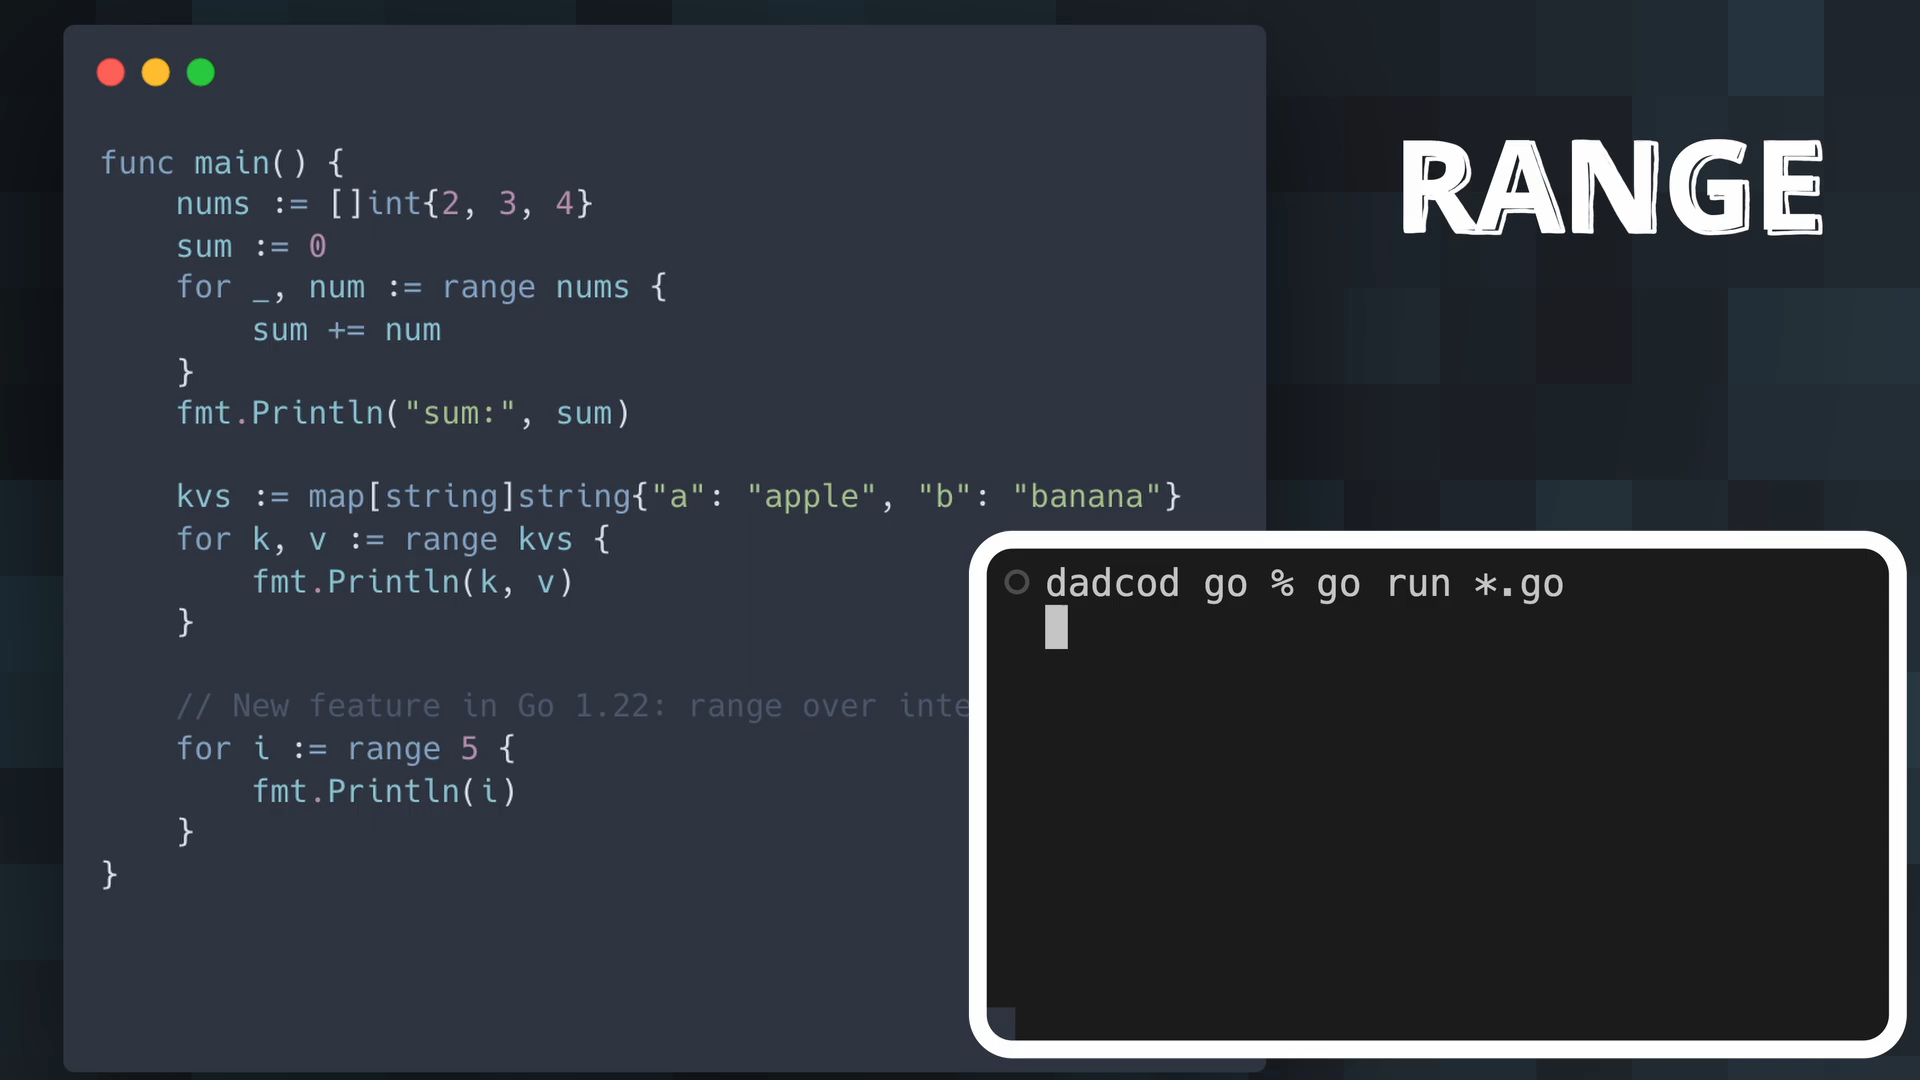 func main() {
    nums := []int{2, 3, 4}
    sum := 0
    for _, num := range nums {
        sum += num
    }
    fmt.Println("sum:", sum)

    kvs := map[string]string{"a": "apple", "b": "banana"}
    for k, v := range kvs {
        fmt.Println(k, v)
    }

    // New feature in Go 1.22: range over inte
    for i := range 5 {
        fmt.Println(i)
    }
}
RANGE
dadcod go % go run *.go